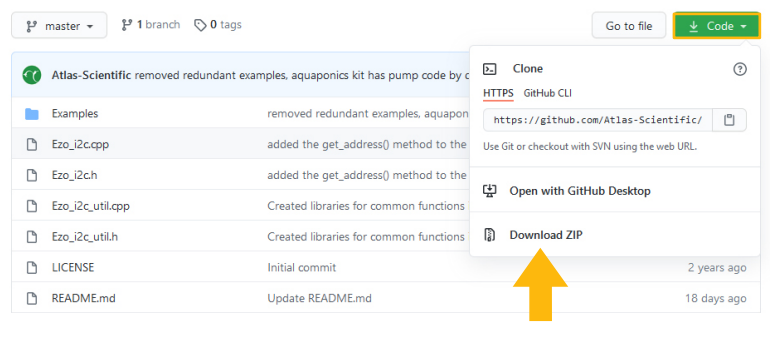 master
1 branch
0 tags
Go to file
Code
Atlas-Scientific removed redundant examples, aquaponics kit has pump code by d
Clone
HTTPS GitHub CLI
https://github.com/Atlas-Scientific/
Use Git or checkout with SVN using the web URL.
Open with GitHub Desktop
Download ZIP
Examples removed redundant examples, aquapon
Ezo_i2c.cpp added the get_address() method to the
Ezo_i2c.h added the get_address() method to the
Ezo_i2c_util.cpp Created libraries for common functions
Ezo_i2c_util.h Created libraries for common functions
LICENSE Initial commit 2 years ago
README.md Update README.md 18 days ago